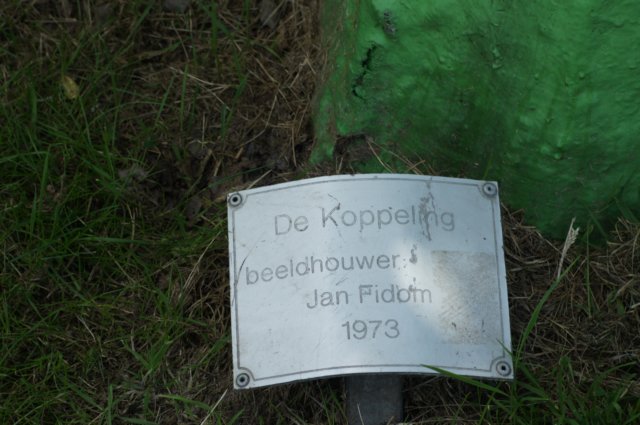 De Koppeling
beeldhouwer:
Jan Fidom
1973